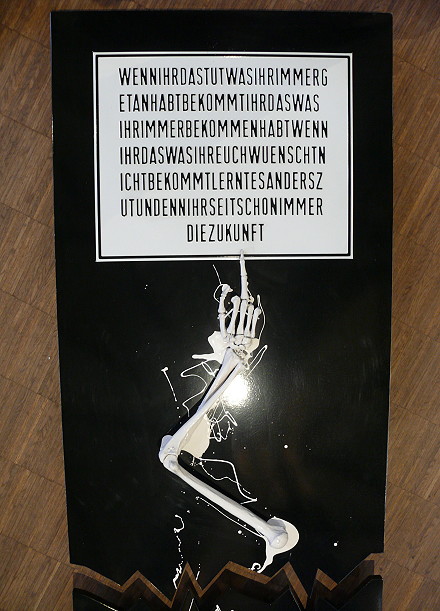 WENNIHRDASTUTWASIHRIMMERG
ETANHABTBEKOMMTIHRDASWAS
IHRIMMERBEKOMMENHABTWENN
IHRDASWASIHREUCHWUENSCHTN
ICHTBEKOMMTLERNTESANDERSZ
UTUNDENNIHRSEITSCHONIMMER
DIEZUKUNFT